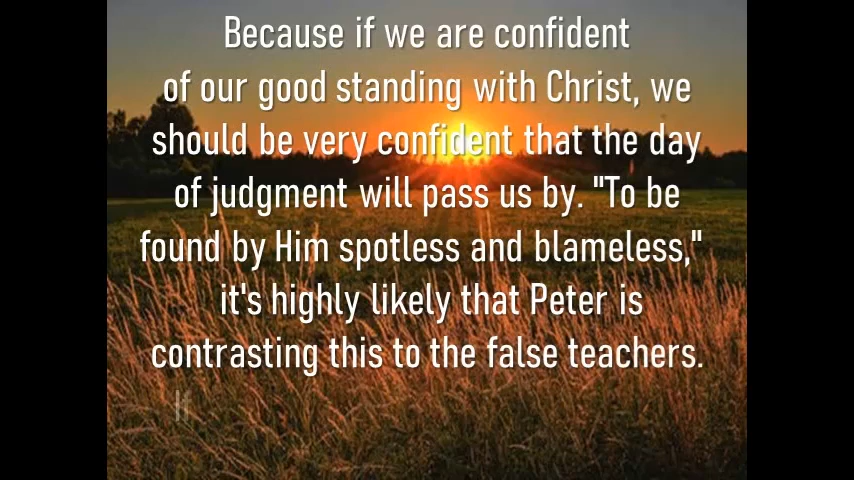 Because if we are confident
of our good standing with Christ, we
should be very confident that the day
of judgment will pass us by. "To be
found by Him spotless and blameless,"
it's highly likely that Peter is
contrasting this to the false teachers.